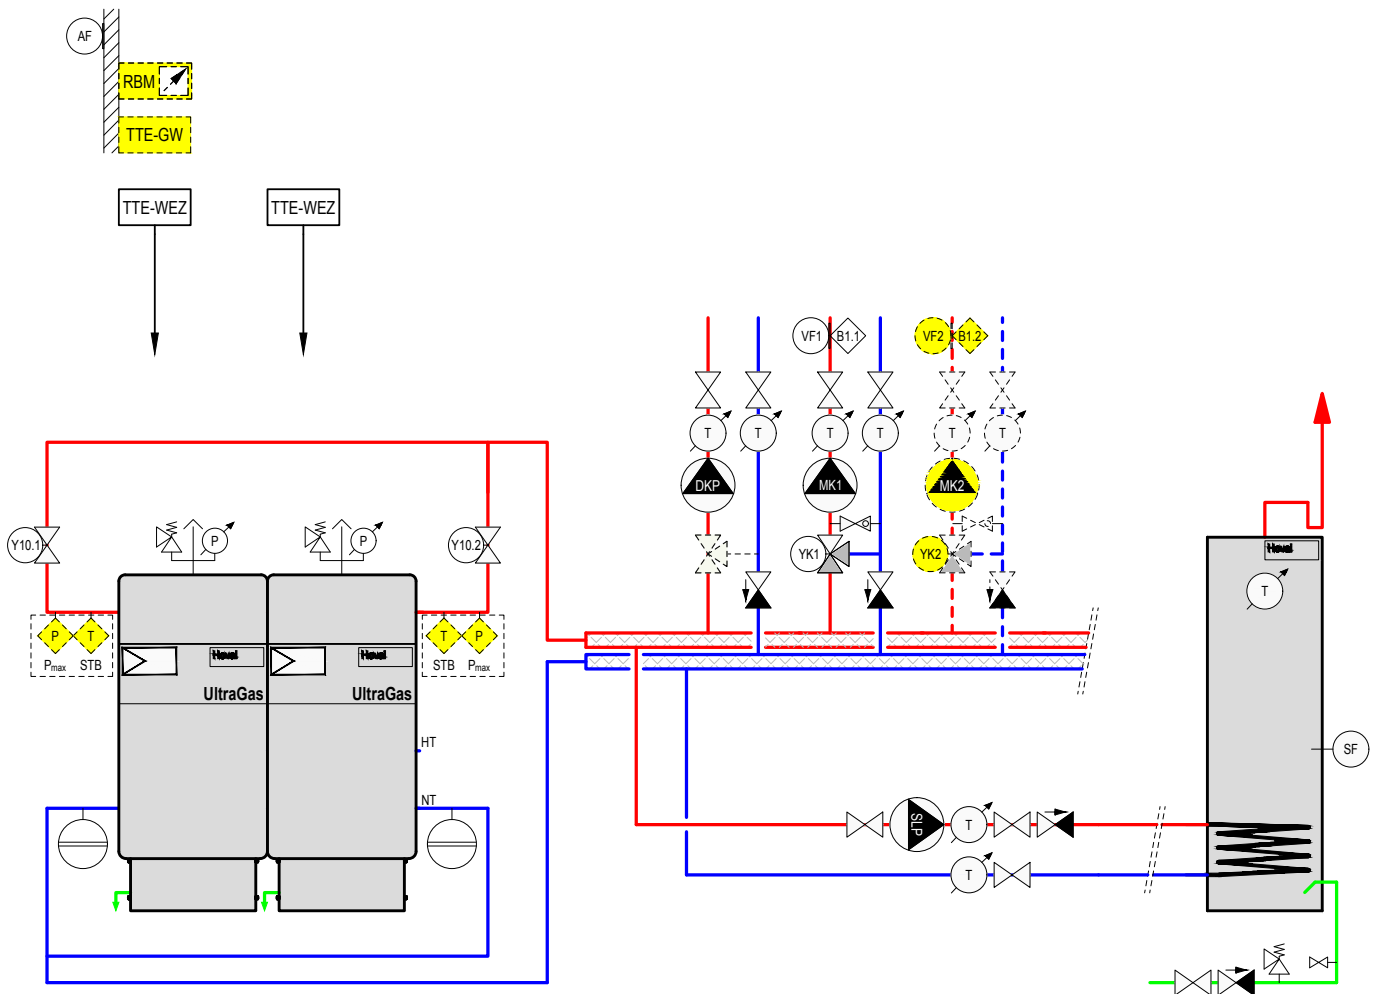 AF
RBM
TTE-GW
TTE-WEZ TTE-WEZ
VF1 B1.1 VF2 B1.2
T T T T T T
DKP MK1 MK2
Y10.1 P P Y10.2 YK1 YK2
T
P T T P
Pmax STB Hoval Hoval STB Pmax
UltraGas UltraGas
Hoval
HT
SF
NT
SLP T
T